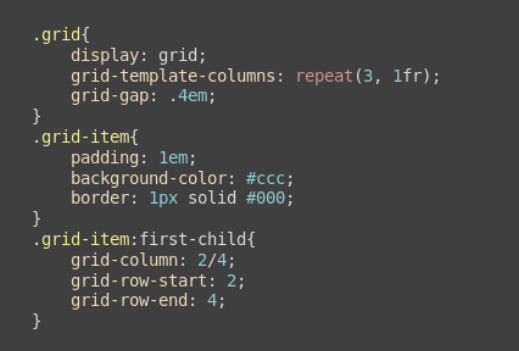 .grid{
    display: grid;
    grid-template-columns: repeat(3, 1fr);
    grid-gap: .4em;
}
.grid-item{
    padding: 1em;
    background-color: #ccc;
    border: 1px solid #000;
}
.grid-item:first-child{
    grid-column: 2/4;
    grid-row-start: 2;
    grid-row-end: 4;
}